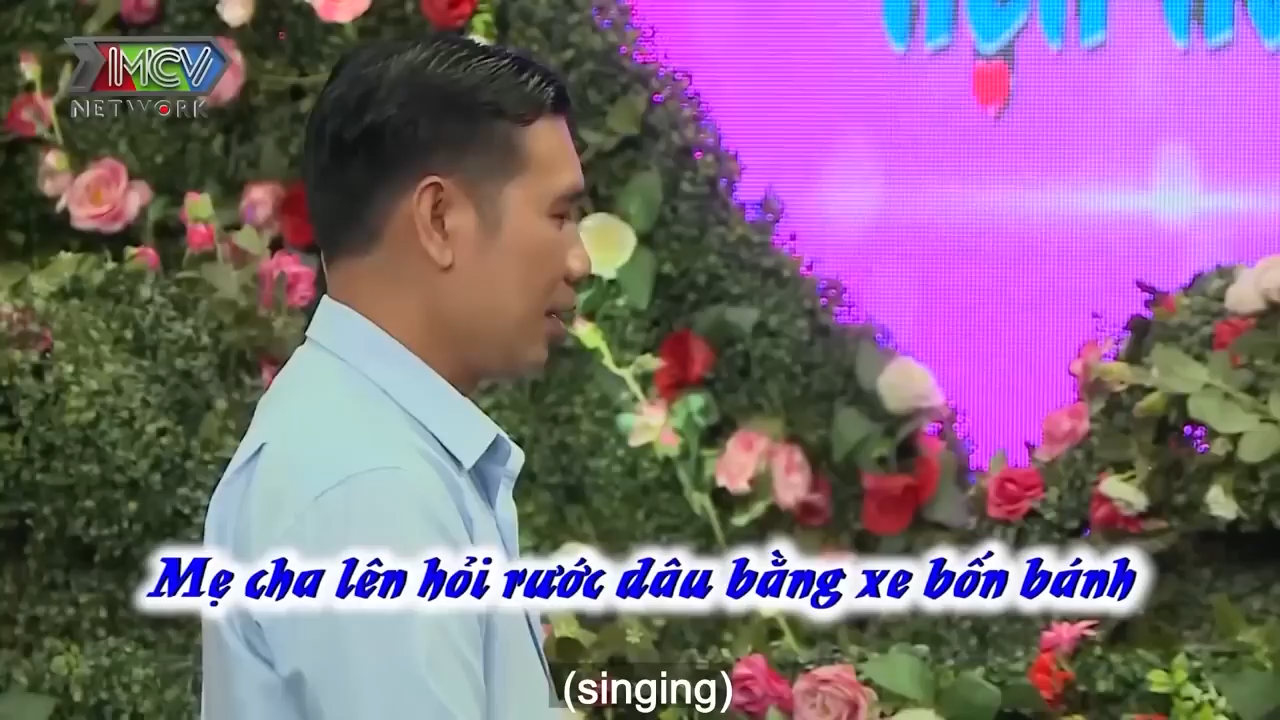 MCV
NETWORK
Mẹ cha lên hỏi rước dâu bằng xe bốn bánh
(singing)